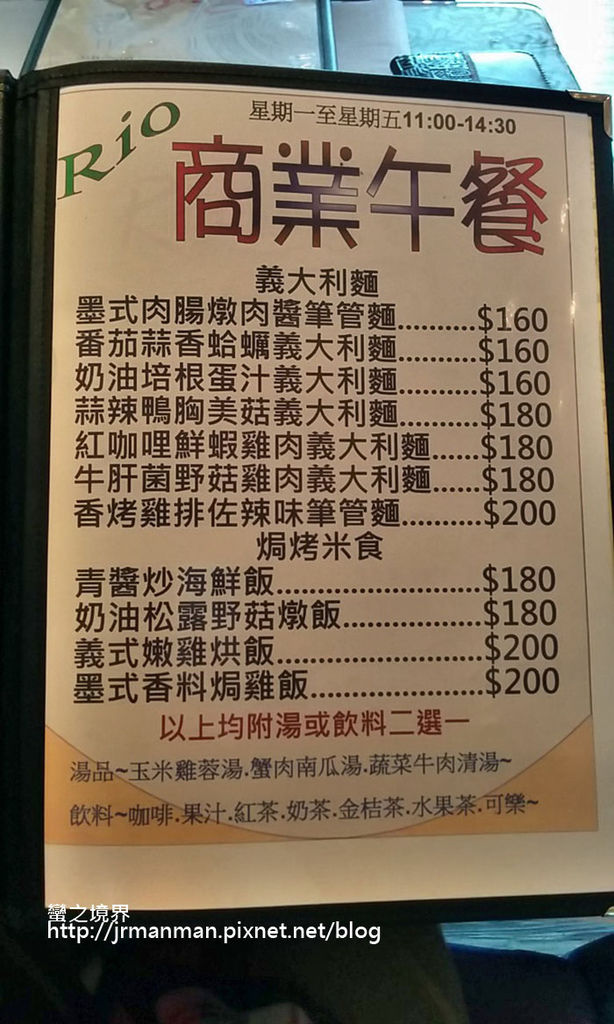 Rio
星期一至星期五11:00-14:30
商業午餐
義大利麵
墨式肉腸燉肉醬筆管麵..........$160
番茄蒜香蛤蠣義大利麵..........$160
奶油培根蛋汁義大利麵..........$160
蒜辣鴨胸美菇義大利麵..........$180
紅咖哩鮮蝦雞肉義大利麵......$180
牛肝菌野菇雞肉義大利麵......$180
香烤雞排佐辣味筆管麵..........$200
焗烤米食
青醬炒海鮮飯..........................$180
奶油松露野菇燉飯.................$180
義式嫩雞烘飯..........................$200
墨式香料焗雞飯.....................$200
以上均附湯或飲料二選一
湯品~玉米雞蓉湯.蟹肉南瓜湯.蔬菜牛肉清湯~
飲料~咖啡.果汁.紅茶.奶茶.金桔茶.水果茶.可樂~
蠻之境界
http://jrmanman.pixnet.net/blog